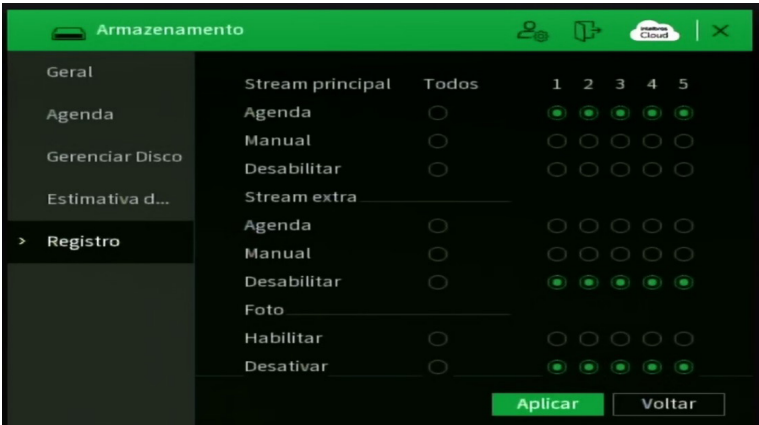 Armazenamento
intelbras
Cloud
Geral
Agenda
Gerenciar Disco
Estimativa d...
> Registro
Stream principal Todos 1 2 3 4 5
Agenda
Manual
Desabilitar
Stream extra
Agenda
Manual
Desabilitar
Foto
Habilitar
Desativar
Aplicar Voltar